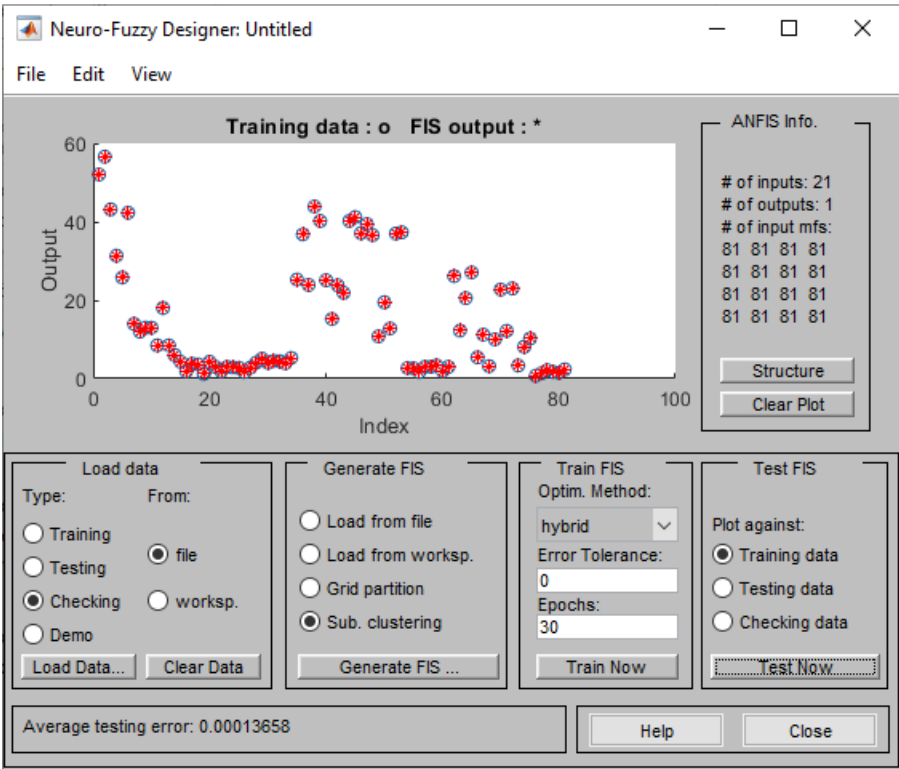 Neuro-Fuzzy Designer: Untitled
File Edit View
Training data : o FIS output : *
60
40
20
0
Output
0 20 40 60 80 100
Index
ANFIS Info.
# of inputs: 21
# of outputs: 1
# of input mfs:
81 81 81 81
81 81 81 81
81 81 81 81
81 81 81 81
Structure
Clear Plot
Load data
Type: From:
Training
Testing
Checking
Demo
file
worksp.
Load Data... Clear Data
Generate FIS
Load from file
Load from worksp.
Grid partition
Sub. clustering
Generate FIS ...
Train FIS
Optim. Method:
hybrid
Error Tolerance:
0
Epochs:
30
Train Now
Test FIS
Plot against:
Training data
Testing data
Checking data
Test Now
Average testing error: 0.00013658
Help Close